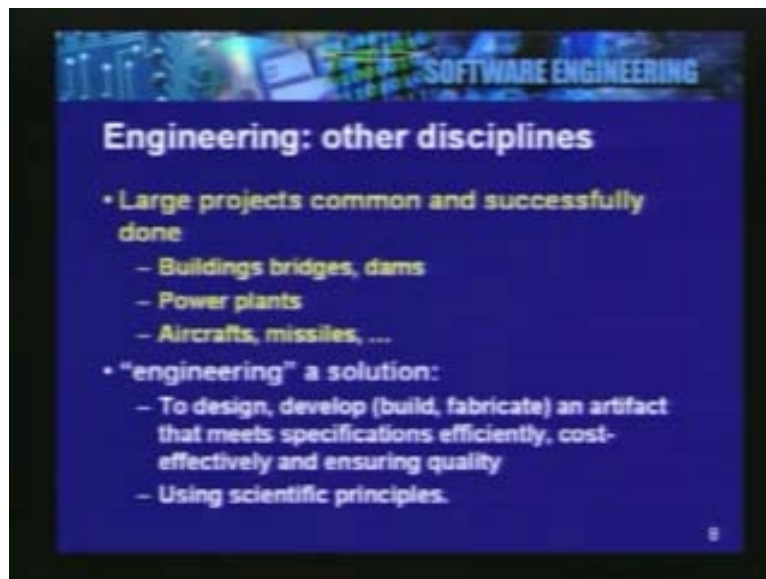 SOFTWARE ENGINEERING
Engineering: other disciplines
• Large projects common and successfully
done
– Buildings bridges, dams
– Power plants
– Aircrafts, missiles, ...
• “engineering” a solution:
– To design, develop (build, fabricate) an artifact
that meets specifications efficiently, cost-
effectively and ensuring quality
– Using scientific principles.